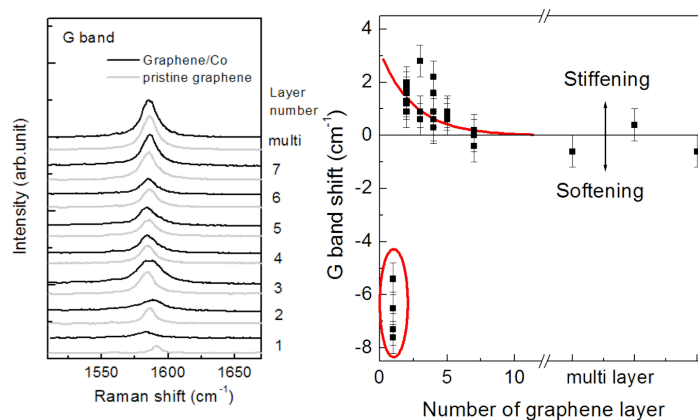 G band
Graphene/Co
pristine graphene
Layer
number
multi
7
6
5
4
3
2
1
Intensity (arb.unit)
1550 1600 1650
Raman shift (cm-1)
G band shift (cm-1)
4
2
0
-2
-4
-6
-8
Stiffening
Softening
0 5 10
multi layer
Number of graphene layer